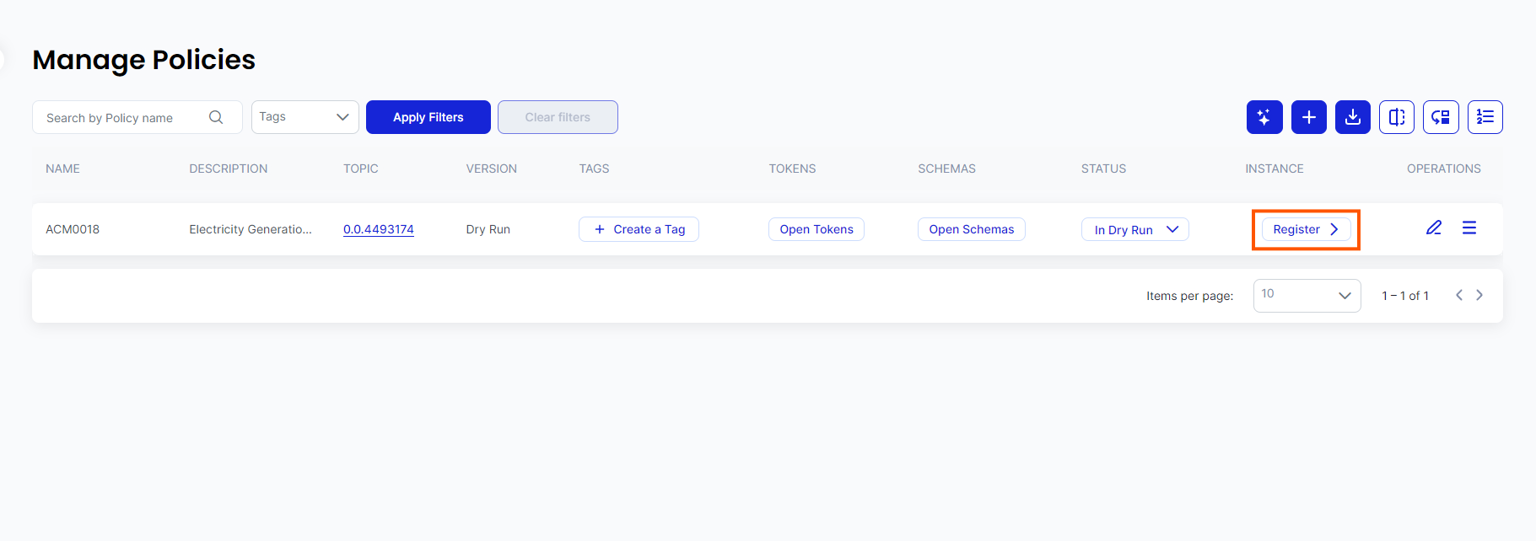 Manage Policies
Search by Policy name Tags Apply Filters Clear filters
NAME DESCRIPTION TOPIC VERSION TAGS TOKENS SCHEMAS STATUS INSTANCE OPERATIONS
ACM0018 Electricity Generatio... 0.0.4493174 Dry Run + Create a Tag Open Tokens Open Schemas In Dry Run Register
Items per page: 10 1 – 1 of 1